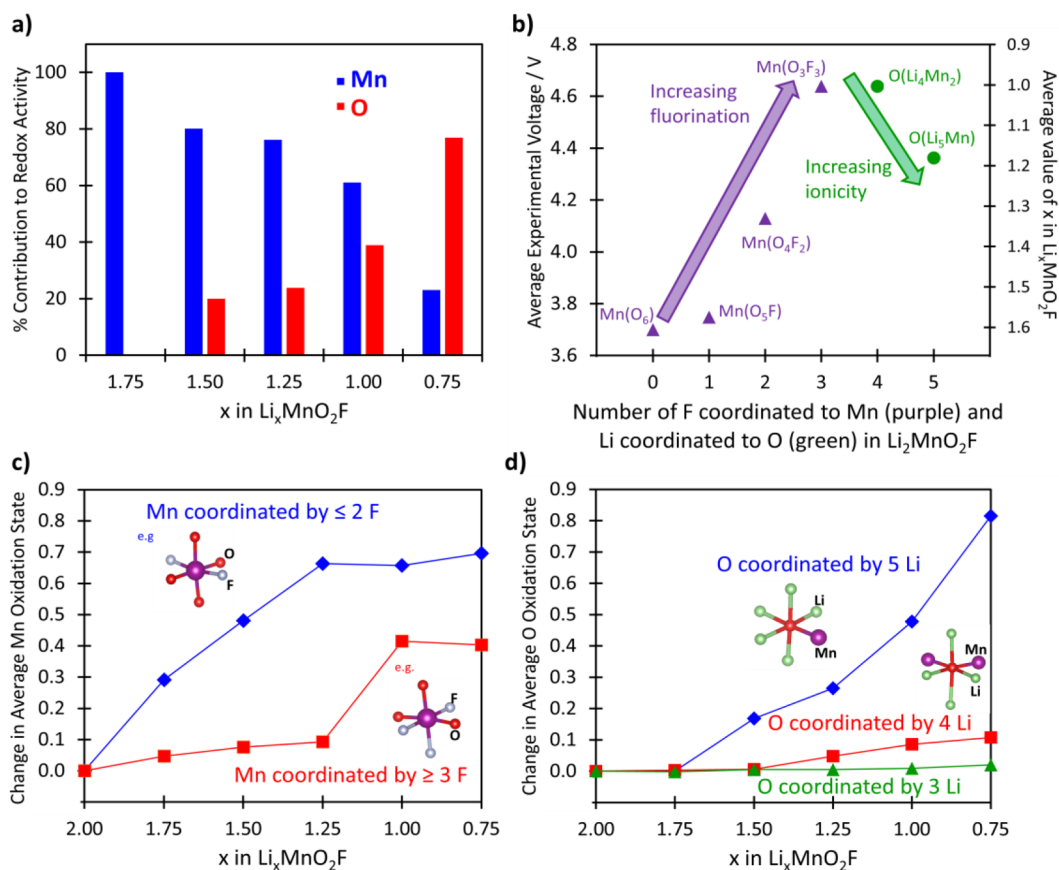 a)
% Contribution to Redox Activity
100
80
60
40
20
0
Mn
O
1.75
1.50
1.25
1.00
0.75
x in LixMnO2F
b)
Average Experimental Voltage / V
4.8
4.6
4.4
4.2
4.0
3.8
3.6
Mn(O3F3)
O(Li4Mn2)
Increasing
fluorination
O(Li5Mn)
Increasing
ionicity
Mn(O4F2)
Mn(O6)
Mn(O5F)
0.9
1.0
1.1
1.2
1.3
1.4
1.5
1.6
Average value of x in LixMnO2F
0
1
2
3
4
5
Number of F coordinated to Mn (purple) and
Li coordinated to O (green) in Li2MnO2F
c)
Change in Average Mn Oxidation State
0.9
0.8
0.7
0.6
0.5
0.4
0.3
0.2
0.1
0.0
Mn coordinated by ≤ 2 F
e.g
O
F
e.g.
F
O
Mn coordinated by ≥ 3 F
2.00
1.75
1.50
1.25
1.00
0.75
x in LixMnO2F
d)
Change in Average O Oxidation State
0.9
0.8
0.7
0.6
0.5
0.4
0.3
0.2
0.1
0.0
O coordinated by 5 Li
Li
Mn
Mn
Li
O coordinated by 4 Li
O coordinated by 3 Li
2.00
1.75
1.50
1.25
1.00
0.75
x in LixMnO2F